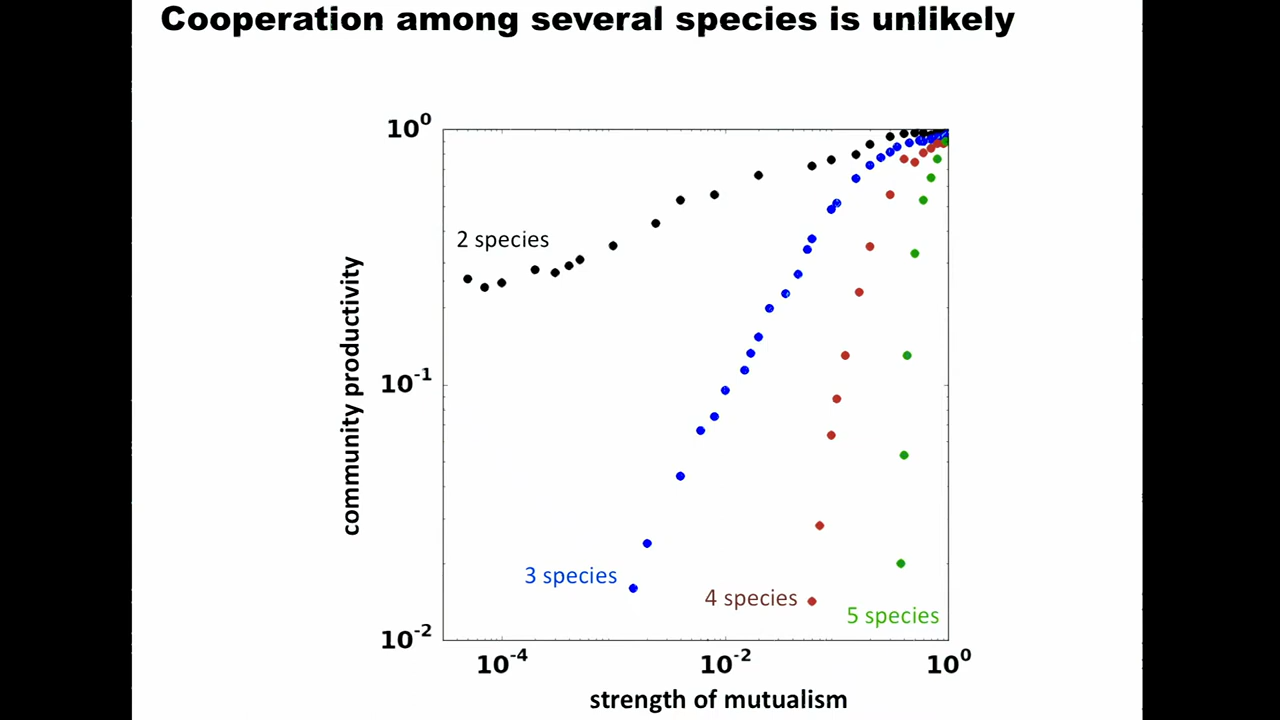 Cooperation among several species is unlikely
10⁰
2 species
community productivity
10⁻¹
3 species
4 species
5 species
10⁻²
10⁻⁴
10⁻²
10⁰
strength of mutualism